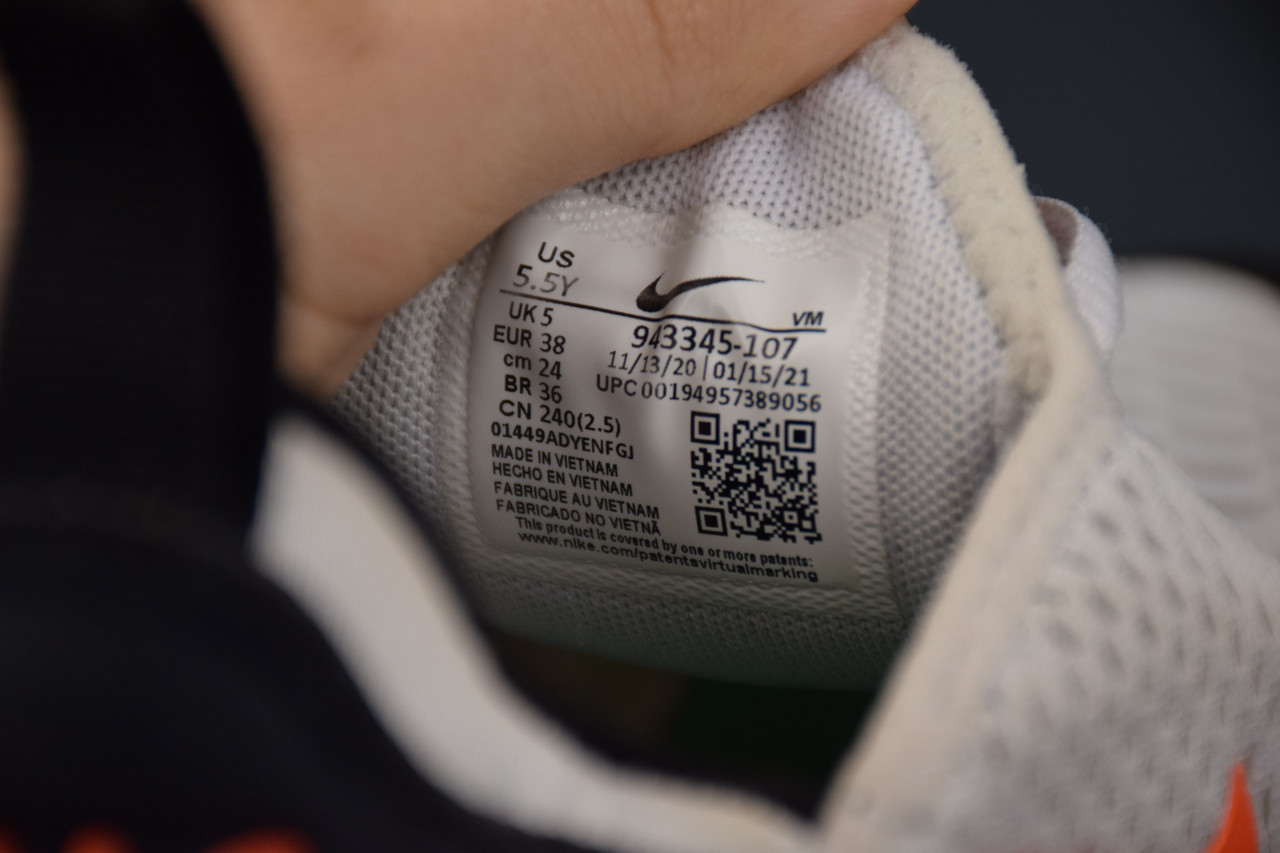 US
5.5Y
VM
UK 5
EUR 38
cm 24
BR 36
CN 240(2.5)
943345-107
11/13/20 | 01/15/21
UPC 00194957389056
01449ADYENFGJ
MADE IN VIETNAM
HECHO EN VIETNAM
FABRIQUE AU VIETNAM
FABRICADO NO VIETNÃ
This product is covered by one or more patents:
www.nike.com/patentsvirtualmarking